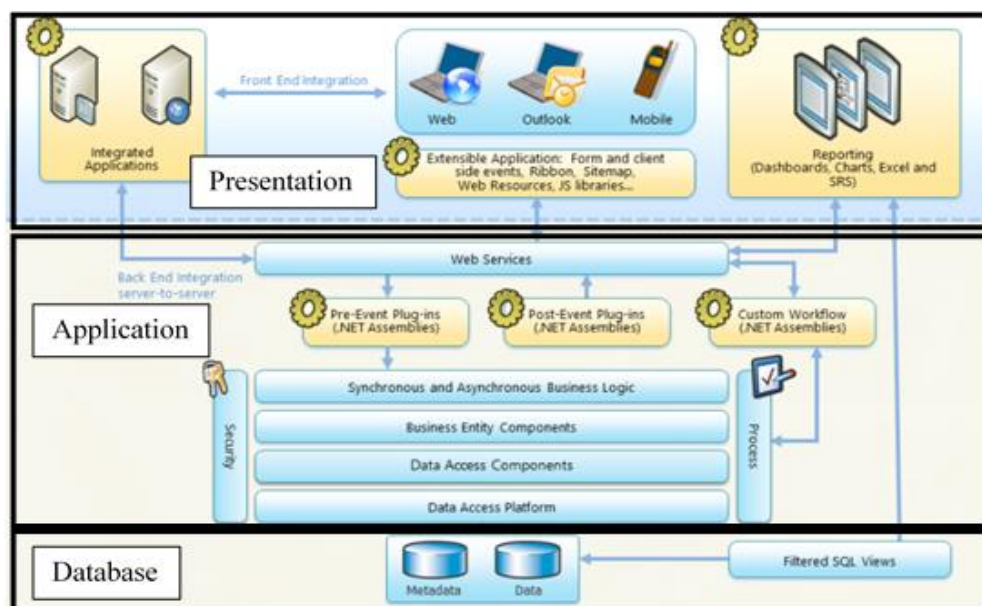 Integrated
Applications
Front End Integration
Web
Outlook
Mobile
Extensible Application: Form and client
side events, Ribbon, Sitemap,
Web Resources, JS libraries...
Reporting
(Dashboards, Charts, Excel and
SRS)
Presentation
Back End Integration
server-to-server
Web Services
Application
Pre-Event Plug-ins
(.NET Assemblies)
Post-Event Plug-ins
(.NET Assemblies)
Custom Workflow
(.NET Assemblies)
Security
Synchronous and Asynchronous Business Logic
Business Entity Components
Data Access Components
Data Access Platform
Process
Database
Metadata
Data
Filtered SQL Views